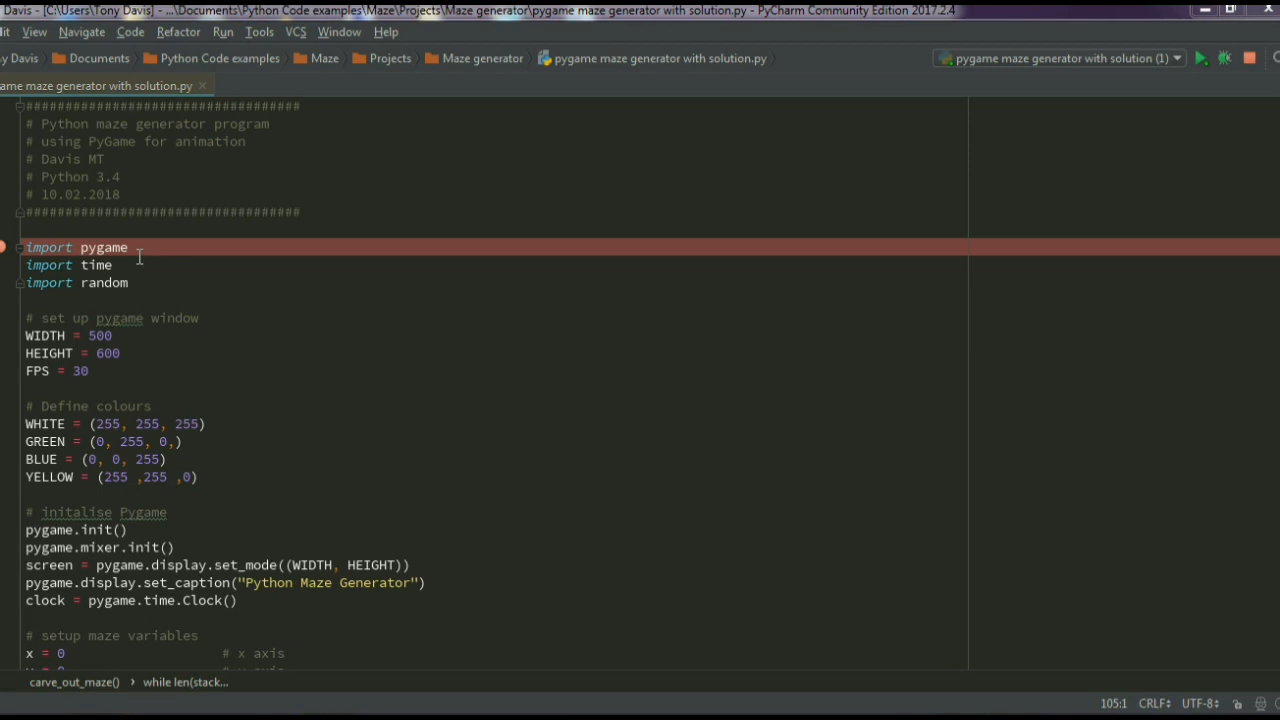 Davis - [C:\Users\Tony Davis] - ...\Documents\Python Code examples\Maze\Projects\Maze generator\pygame maze generator with solution.py - PyCharm Community Edition 2017.2.4
it View Navigate Code Refactor Run Tools VCS Window Help
y Davis Documents Python Code examples Maze Projects Maze generator pygame maze generator with solution.py pygame maze generator with solution (1)
ame maze generator with solution.py
###################################
# Python maze generator program
# using PyGame for animation
# Davis MT
# Python 3.4
# 10.02.2018
###################################
import pygame
import time
import random
# set up pygame window
WIDTH = 500
HEIGHT = 600
FPS = 30
# Define colours
WHITE = (255, 255, 255)
GREEN = (0, 255, 0,)
BLUE = (0, 0, 255)
YELLOW = (255 ,255 ,0)
# initalise Pygame
pygame.init()
pygame.mixer.init()
screen = pygame.display.set_mode((WIDTH, HEIGHT))
pygame.display.set_caption("Python Maze Generator")
clock = pygame.time.Clock()
# setup maze variables
x = 0 # x axis
carve_out_maze() › while len(stack...
105:1 CRLF UTF-8